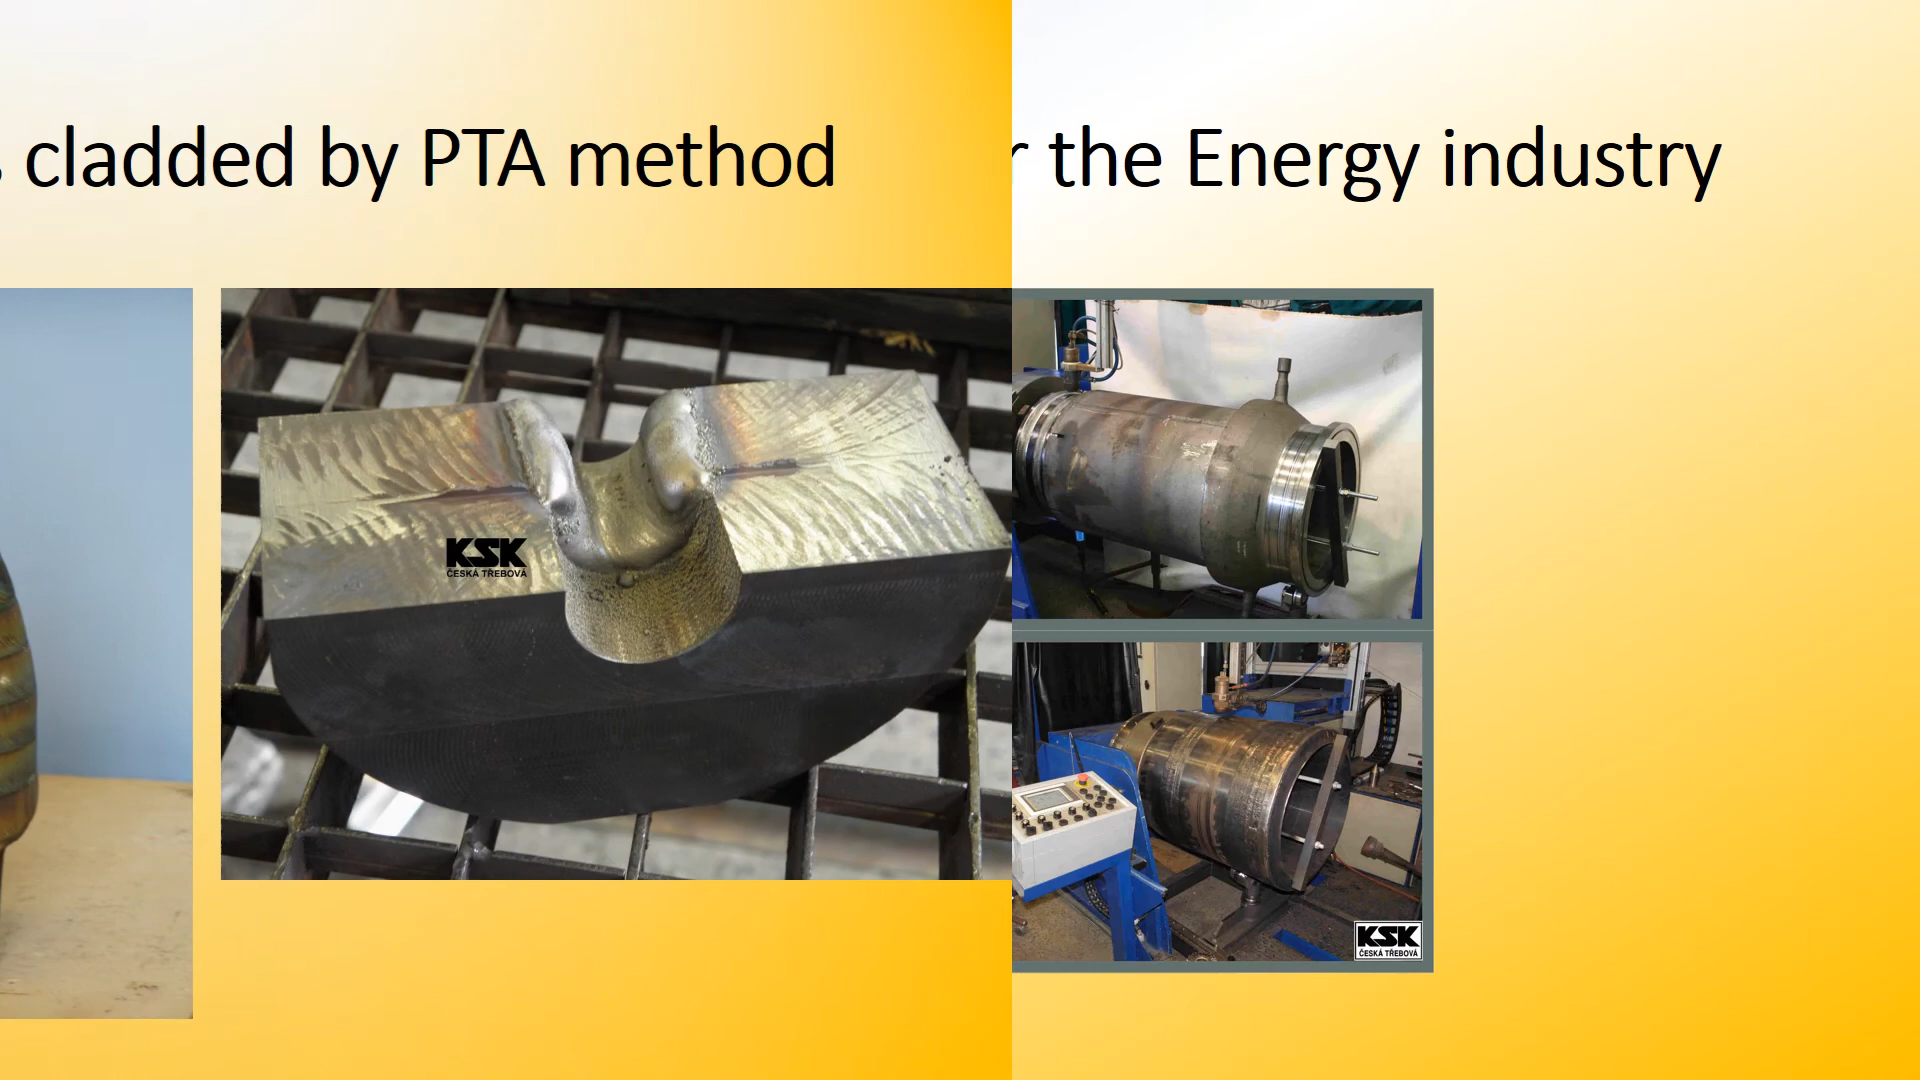 cladded by PTA method
the Energy industry
KSK
ČESKÁ TŘEBOVÁ
KSK
ČESKÁ TŘEBOVÁ